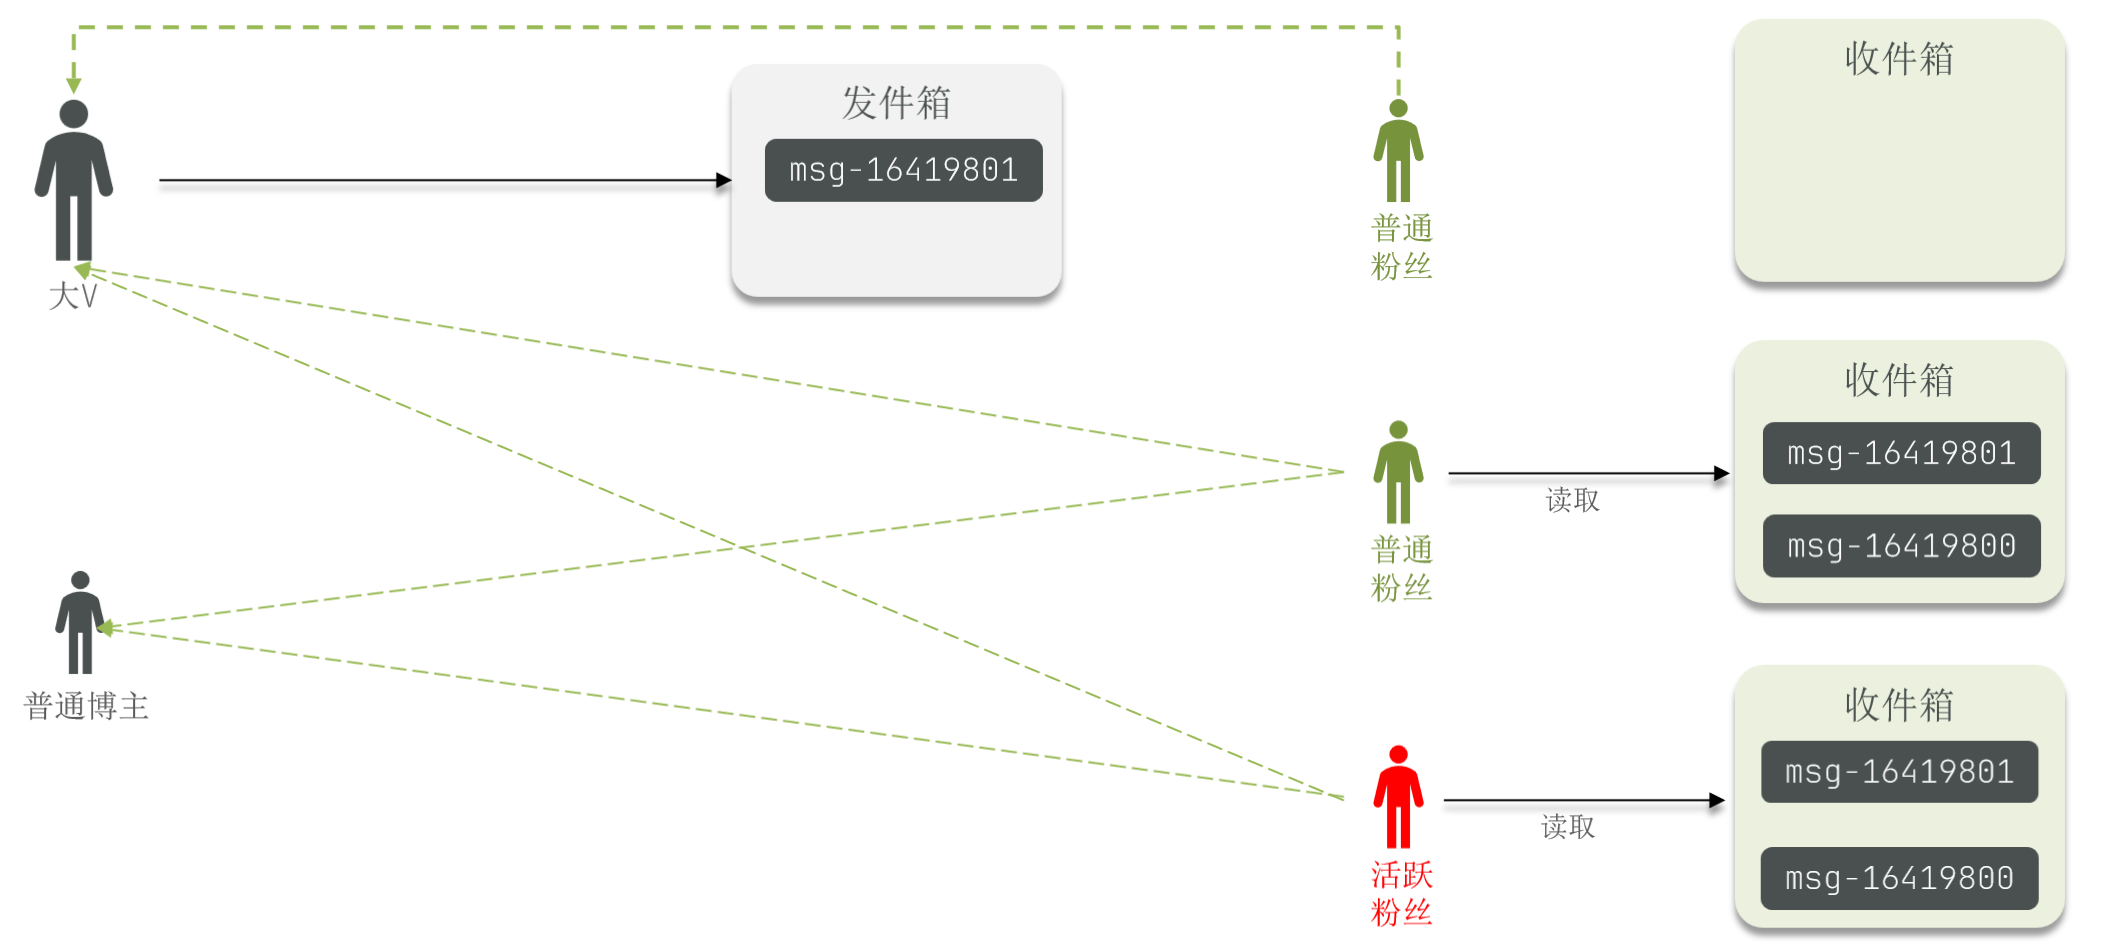 收件箱
发件箱
msg-16419801
普通
粉丝
大V
收件箱
msg-16419801
读取
msg-16419800
普通
粉丝
普通博主
收件箱
msg-16419801
读取
活跃
粉丝
msg-16419800